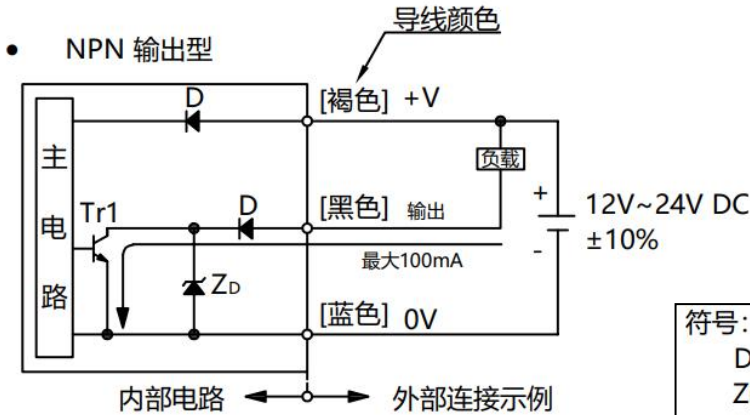 导线颜色
• NPN 输出型
D [褐色] +V
主电路
负载
Tr1 D [黑色] 输出
+ 12V~24V DC
- ±10%
最大100mA
ZD
[蓝色] 0V
符号:
D
Z
内部电路 外部连接示例